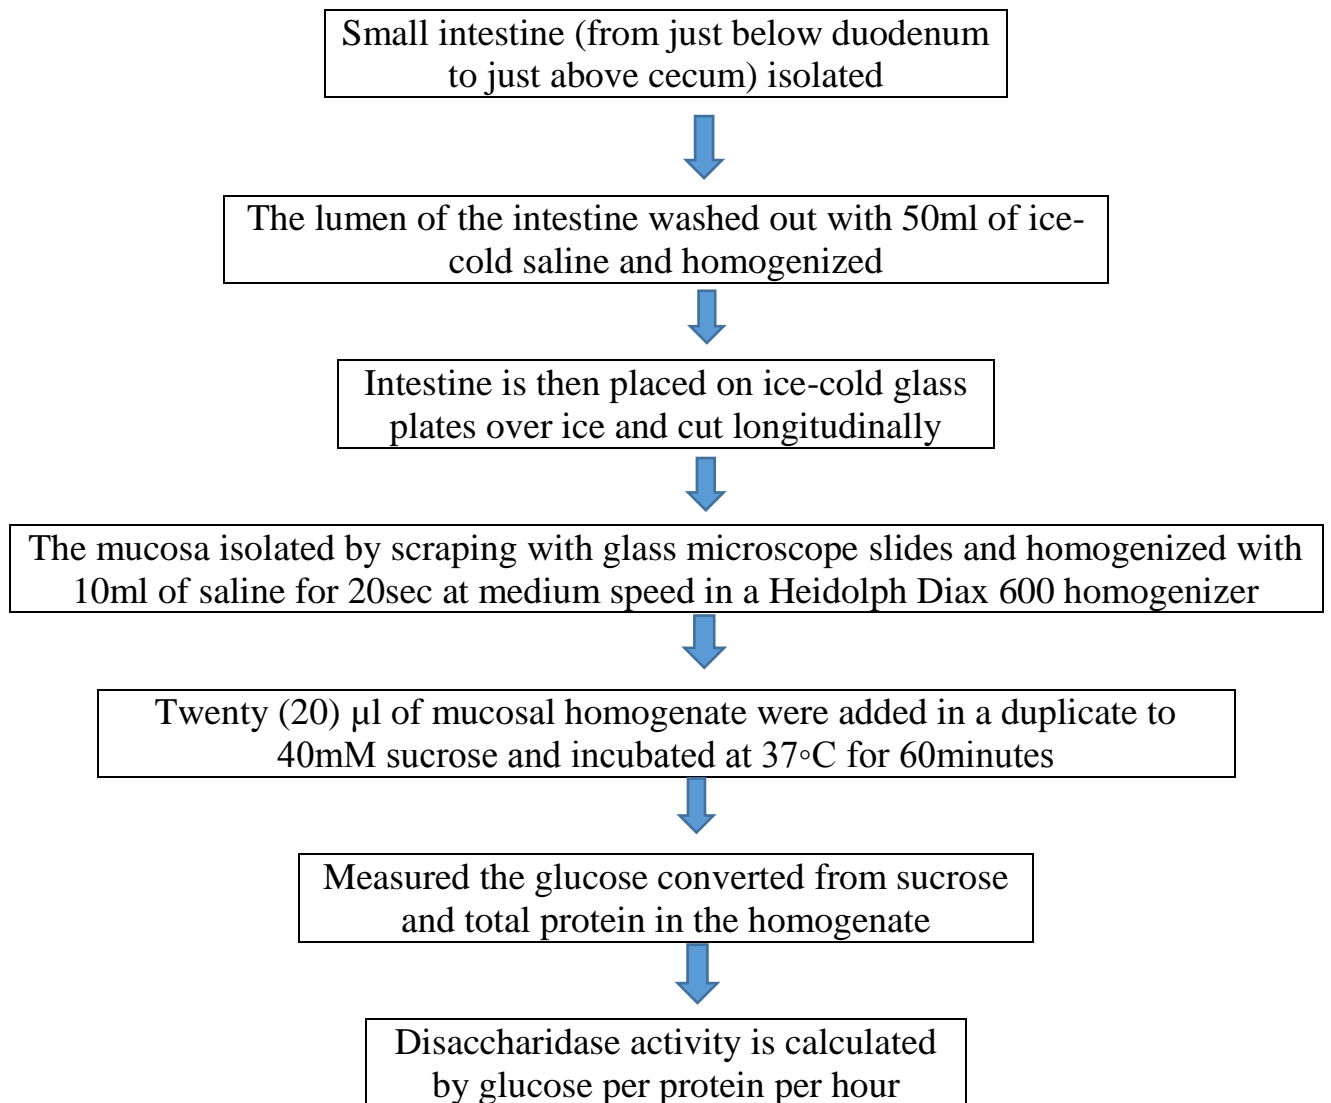 Small intestine (from just below duodenum
to just above cecum) isolated
The lumen of the intestine washed out with 50ml of ice-
cold saline and homogenized
Intestine is then placed on ice-cold glass
plates over ice and cut longitudinally
The mucosa isolated by scraping with glass microscope slides and homogenized with
10ml of saline for 20sec at medium speed in a Heidolph Diax 600 homogenizer
Twenty (20) µl of mucosal homogenate were added in a duplicate to
40mM sucrose and incubated at 37◦C for 60minutes
Measured the glucose converted from sucrose
and total protein in the homogenate
Disaccharidase activity is calculated
by glucose per protein per hour